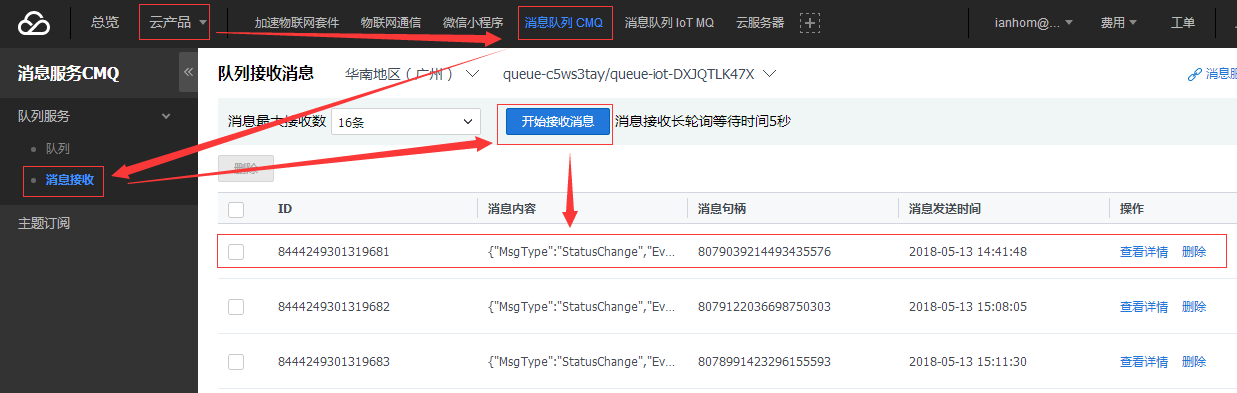 总览 云产品 加速物联网套件 物联网通信 微信小程序 消息队列 CMQ 消息队列 IoT MQ 云服务器 ianhom@... 费用 工单
消息服务CMQ
队列服务
队列
消息接收
主题订阅
队列接收消息 华南地区（广州） queue-c5ws3tay/queue-iot-DXJQTLK47X 消息服
消息最大接收数 16条 开始接收消息 消息接收长轮询等待时间5秒
删除
ID 消息内容 消息句柄 消息发送时间 操作
8444249301319681 {"MsgType":"StatusChange","Ev... 8079039214493435576 2018-05-13 14:41:48 查看详情 删除
8444249301319682 {"MsgType":"StatusChange","Ev... 8079122036698750303 2018-05-13 15:08:05 查看详情 删除
8444249301319683 {"MsgType":"StatusChange","Ev... 8078991423296155593 2018-05-13 15:11:30 查看详情 删除